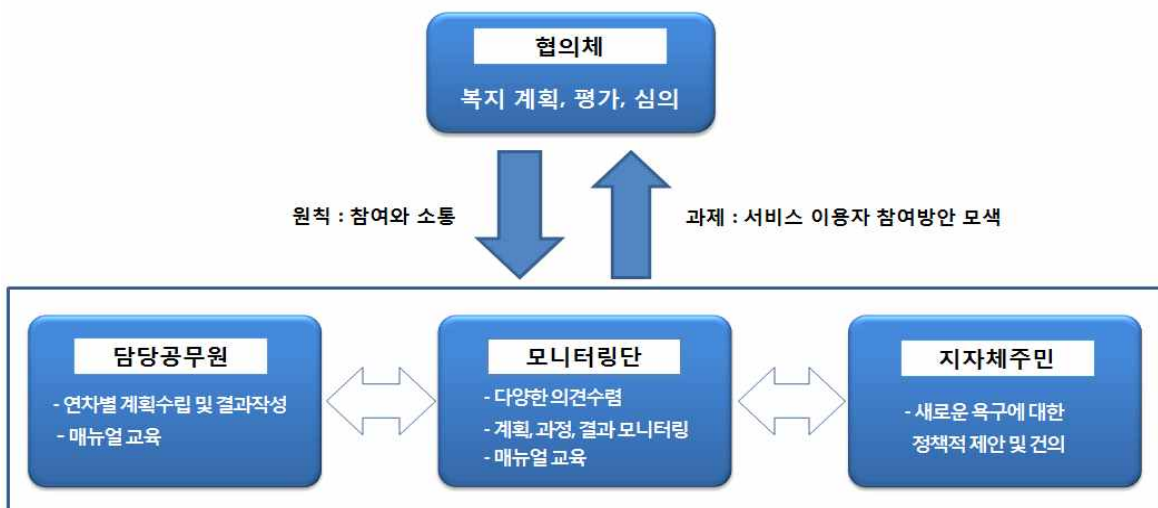 협의체
복지 계획, 평가, 심의
원칙 : 참여와 소통
과제 : 서비스 이용자 참여방안 모색
담당공무원
- 연차별 계획수립 및 결과작성
- 매뉴얼 교육
모니터링단
- 다양한 의견수렴
- 계획, 과정, 결과 모니터링
- 매뉴얼 교육
지자체주민
- 새로운 욕구에 대한
정책적 제안 및 건의